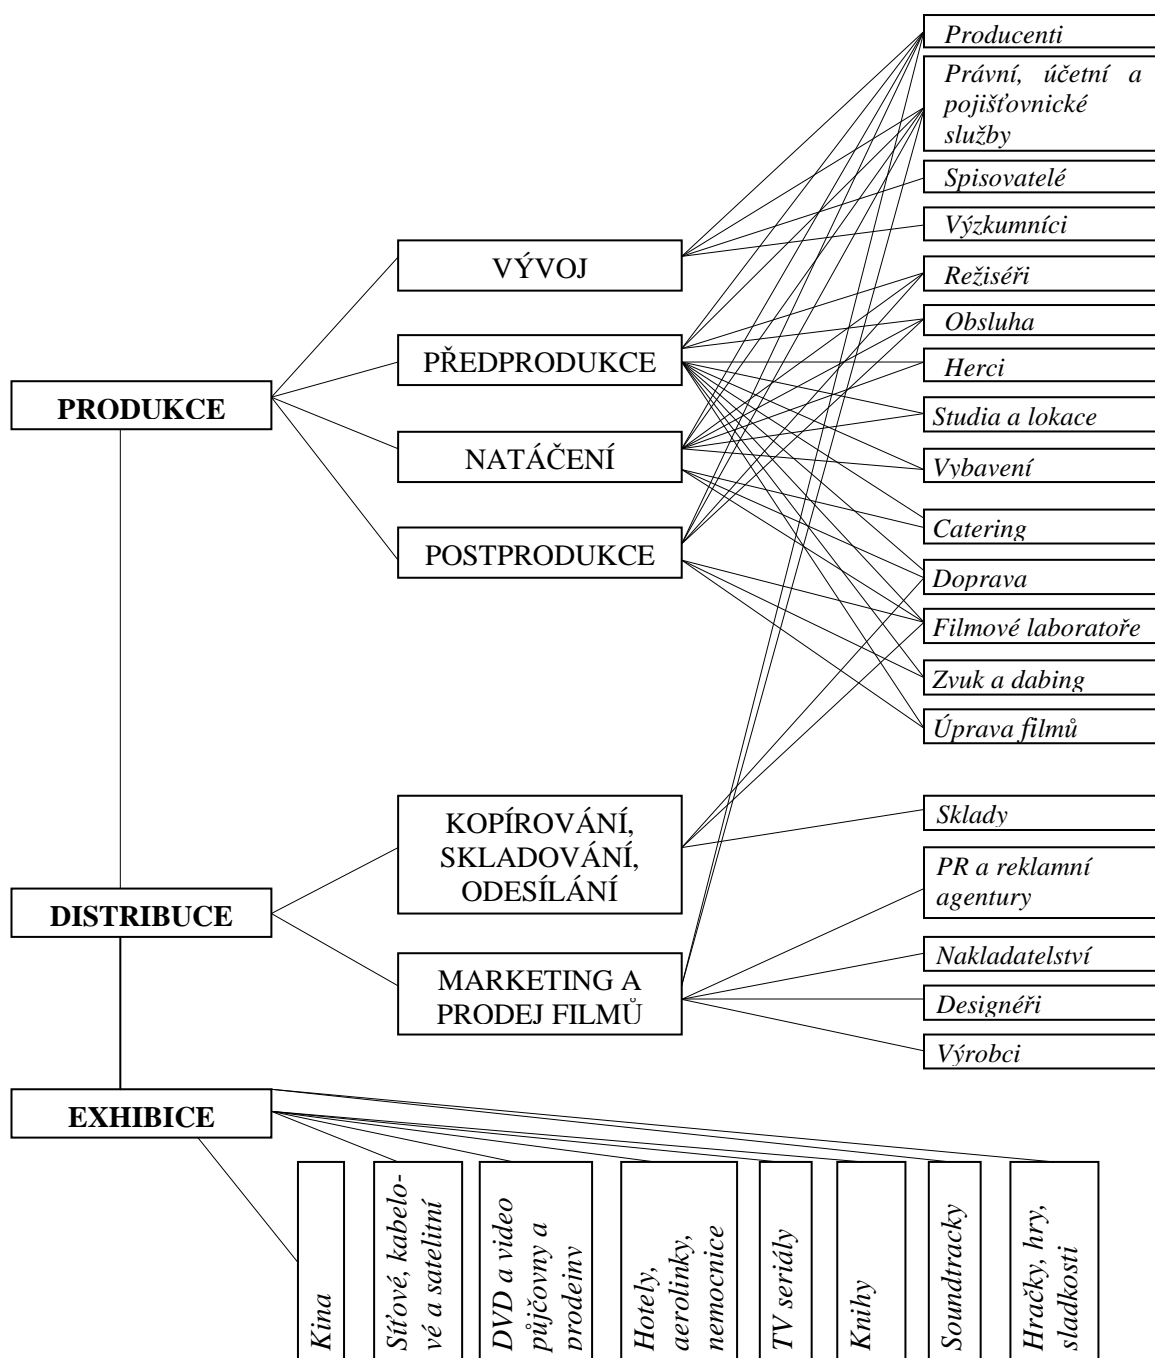 Producenti
Právní, účetní a
pojišťovnické
služby
Spisovatelé
Výzkumníci
VÝVOJ
Režiséři
Obsluha
PŘEDPRODUKCE
Herci
PRODUKCE
Studia a lokace
NATÁČENÍ
Vybavení
Catering
POSTPRODUKCE
Doprava
Filmové laboratoře
Zvuk a dabing
Úprava filmů
KOPÍROVÁNÍ,
SKLADOVÁNÍ,
ODESÍLÁNÍ
Sklady
PR a reklamní
agentury
DISTRIBUCE
Nakladatelství
MARKETING A
PRODEJ FILMŮ
Designéři
Výrobci
EXHIBICE
Kina
Síťové, kabelo-
vé a satelitní
DVD a video
půjčovny a
prodejny
Hotely,
aerolinky,
nemocnice
TV seriály
Knihy
Soundtracky
Hračky, hry,
sladkosti